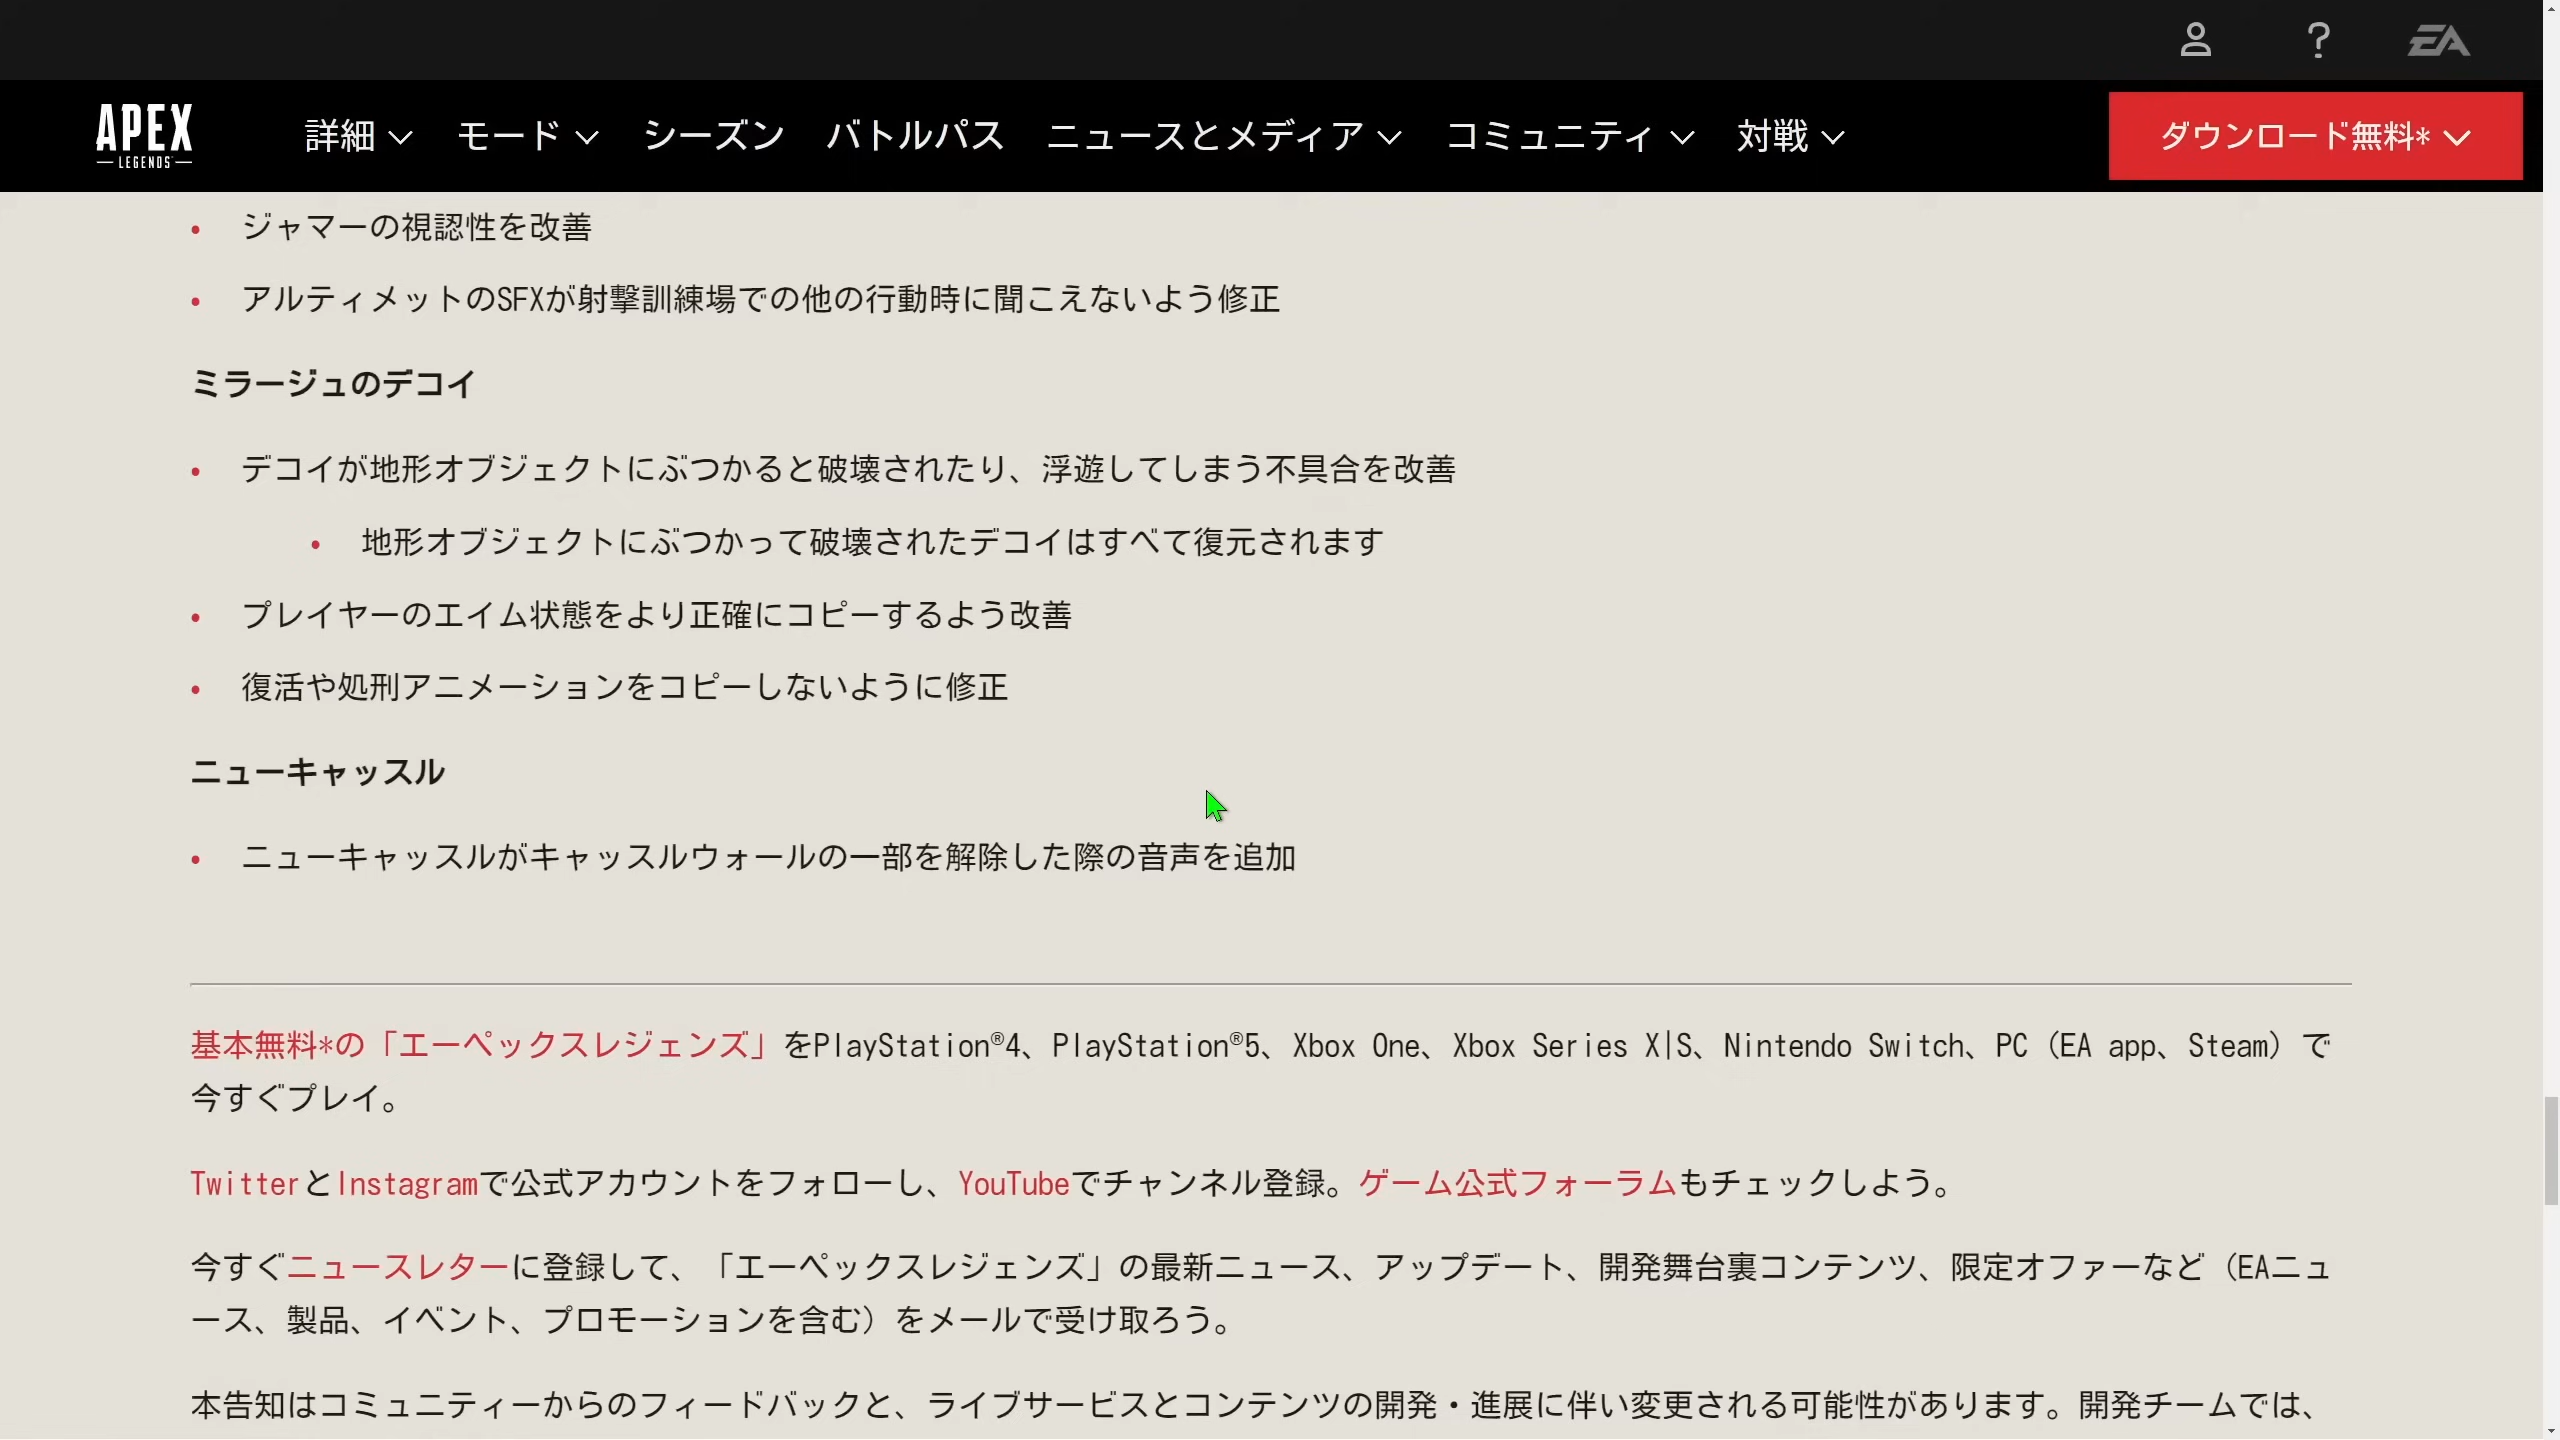 APEX
LEGENDS
詳細 モード シーズン バトルパス ニュースとメディア コミュニティ 対戦 ダウンロード無料*
? EA
ジャマーの視認性を改善
アルティメットのSFXが射撃訓練場での他の行動時に聞こえないよう修正
ミラージュのデコイ
デコイが地形オブジェクトにぶつかると破壊されたり、浮遊してしまう不具合を改善
地形オブジェクトにぶつかって破壊されたデコイはすべて復元されます
プレイヤーのエイム状態をより正確にコピーするよう改善
復活や処刑アニメーションをコピーしないように修正
ニューキャッスル
ニューキャッスルがキャッスルウォールの一部を解除した際の音声を追加
基本無料*の「エーペックスレジェンズ」をPlayStation®4、PlayStation®5、Xbox One、Xbox Series X|S、Nintendo Switch、PC（EA app、Steam）で
今すぐプレイ。
TwitterとInstagramで公式アカウントをフォローし、YouTubeでチャンネル登録。ゲーム公式フォーラムもチェックしよう。
今すぐニュースレターに登録して、「エーペックスレジェンズ」の最新ニュース、アップデート、開発舞台裏コンテンツ、限定オファーなど（EAニュ
ース、製品、イベント、プロモーションを含む）をメールで受け取ろう。
本告知はコミュニティーからのフィードバックと、ライブサービスとコンテンツの開発・進展に伴い変更される可能性があります。開発チームでは、